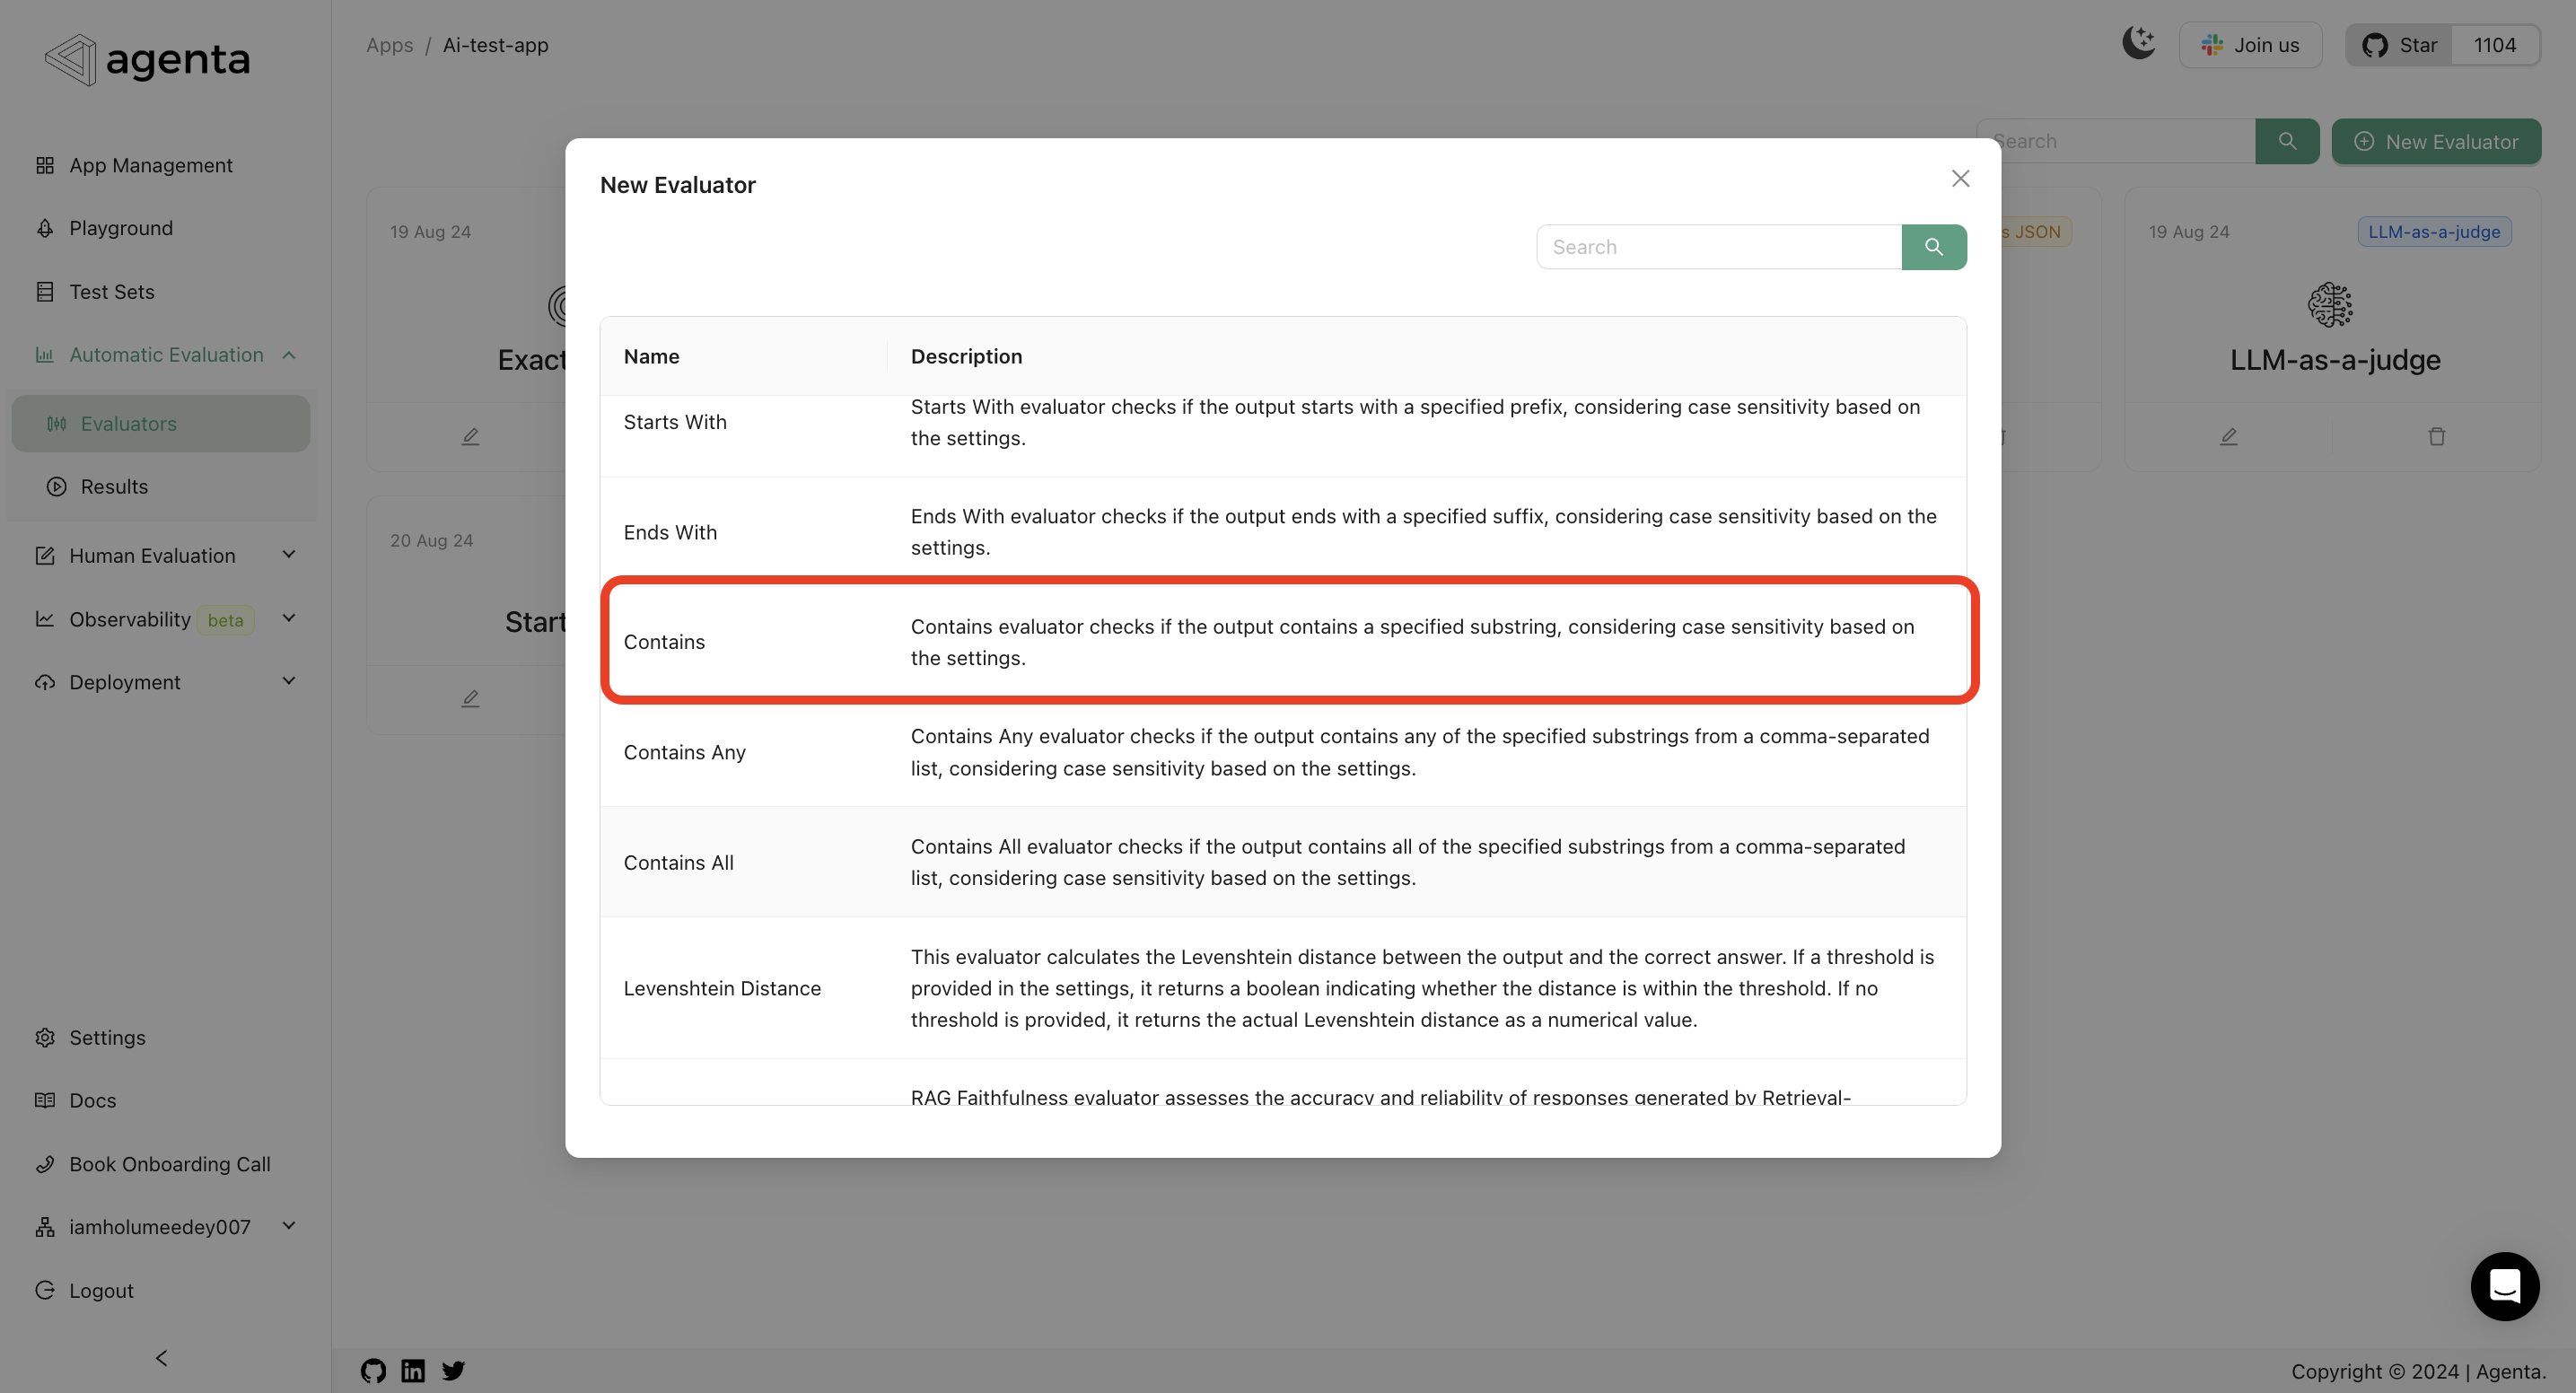 agenta
Apps / Ai-test-app
Join us
Star 1104
App Management
Playground
Test Sets
Automatic Evaluation
Evaluators
Results
Human Evaluation
Observability beta
Deployment
Settings
Docs
Book Onboarding Call
iamholumeedey007
Logout
Search
New Evaluator
19 Aug 24
Exact
20 Aug 24
Start
s JSON
19 Aug 24
LLM-as-a-judge
LLM-as-a-judge
New Evaluator
Search
Name
Description
Starts With
Starts With evaluator checks if the output starts with a specified prefix, considering case sensitivity based on
the settings.
Ends With
Ends With evaluator checks if the output ends with a specified suffix, considering case sensitivity based on the
settings.
Contains
Contains evaluator checks if the output contains a specified substring, considering case sensitivity based on
the settings.
Contains Any
Contains Any evaluator checks if the output contains any of the specified substrings from a comma-separated
list, considering case sensitivity based on the settings.
Contains All
Contains All evaluator checks if the output contains all of the specified substrings from a comma-separated
list, considering case sensitivity based on the settings.
Levenshtein Distance
This evaluator calculates the Levenshtein distance between the output and the correct answer. If a threshold is
provided in the settings, it returns a boolean indicating whether the distance is within the threshold. If no
threshold is provided, it returns the actual Levenshtein distance as a numerical value.
RAG Faithfulness evaluator assesses the accuracy and reliability of responses generated by Retrieval-
Copyright © 2024 | Agenta.